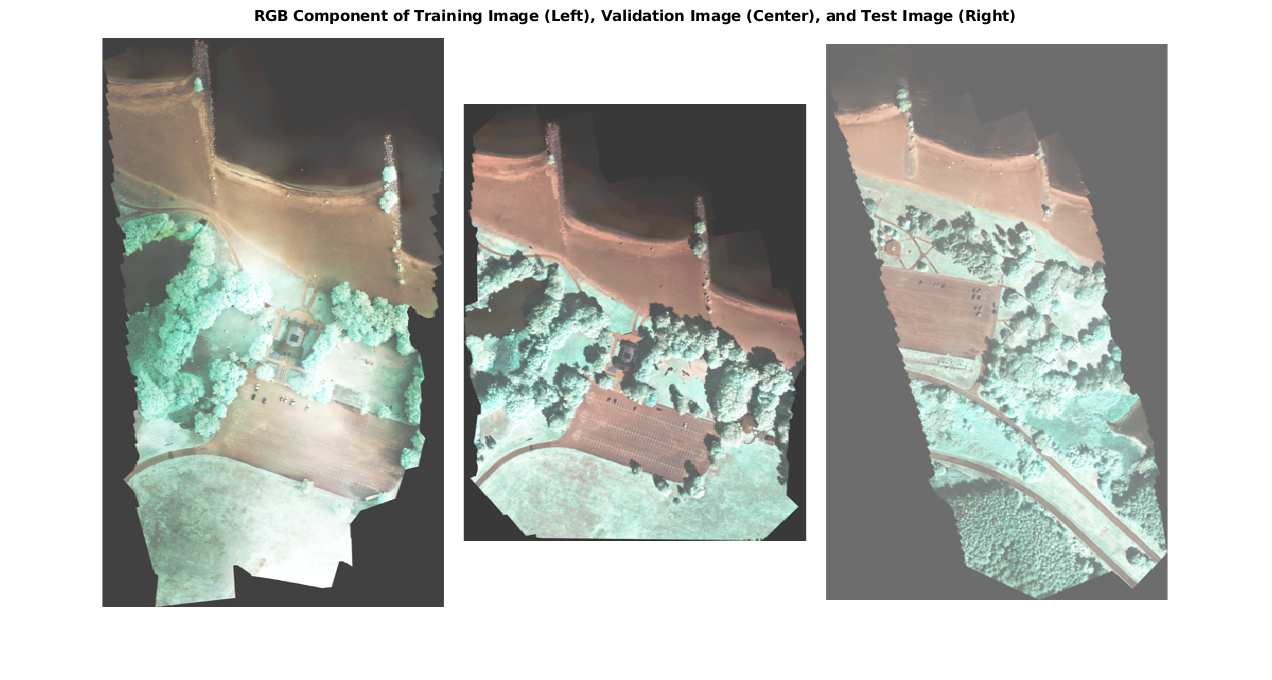 RGB Component of Training Image (Left), Validation Image (Center), and Test Image (Right)